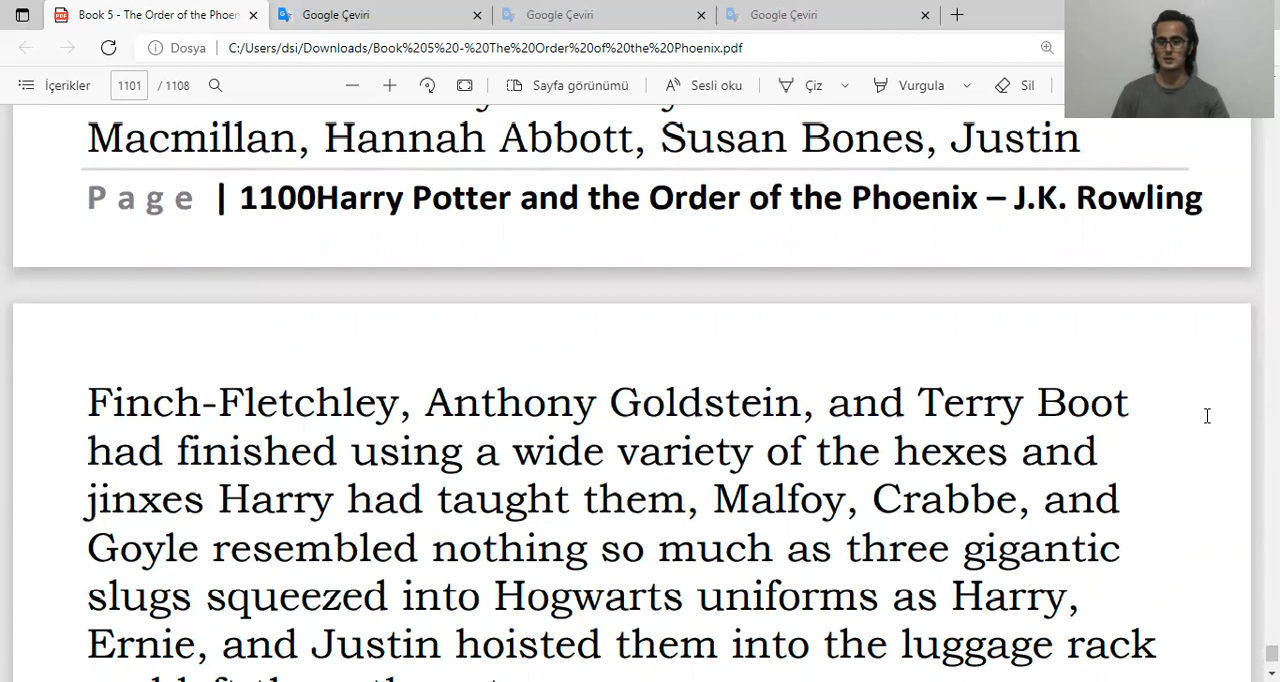 Book 5 - The Order of the Phoen
Google Çeviri
Google Çeviri
Google Çeviri
Dosya
C:/Users/dsi/Downloads/Book%205%20-%20The%20Order%20of%20the%20Phoenix.pdf
İçerikler
1101 / 1108
Sayfa görünümü
Sesli oku
Çiz
Vurgula
Sil
Macmillan, Hannah Abbott, Susan Bones, Justin
Page | 1100Harry Potter and the Order of the Phoenix – J.K. Rowling
Finch-Fletchley, Anthony Goldstein, and Terry Boot
had finished using a wide variety of the hexes and
jinxes Harry had taught them, Malfoy, Crabbe, and
Goyle resembled nothing so much as three gigantic
slugs squeezed into Hogwarts uniforms as Harry,
Ernie, and Justin hoisted them into the luggage rack